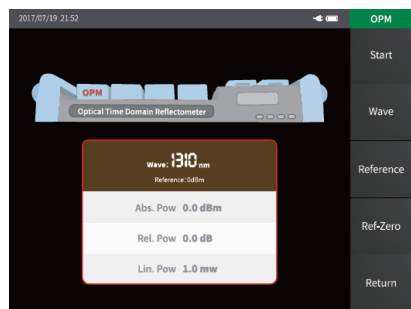 2017/07/19 21:52
OPM
Start
OPM
Optical Time Domain Reflectometer
Wave
Wave: 1310 nm
Reference:0dBm
Reference
Abs. Pow 0.0 dBm
Rel. Pow 0.0 dB
Ref-Zero
Lin. Pow 1.0 mw
Return